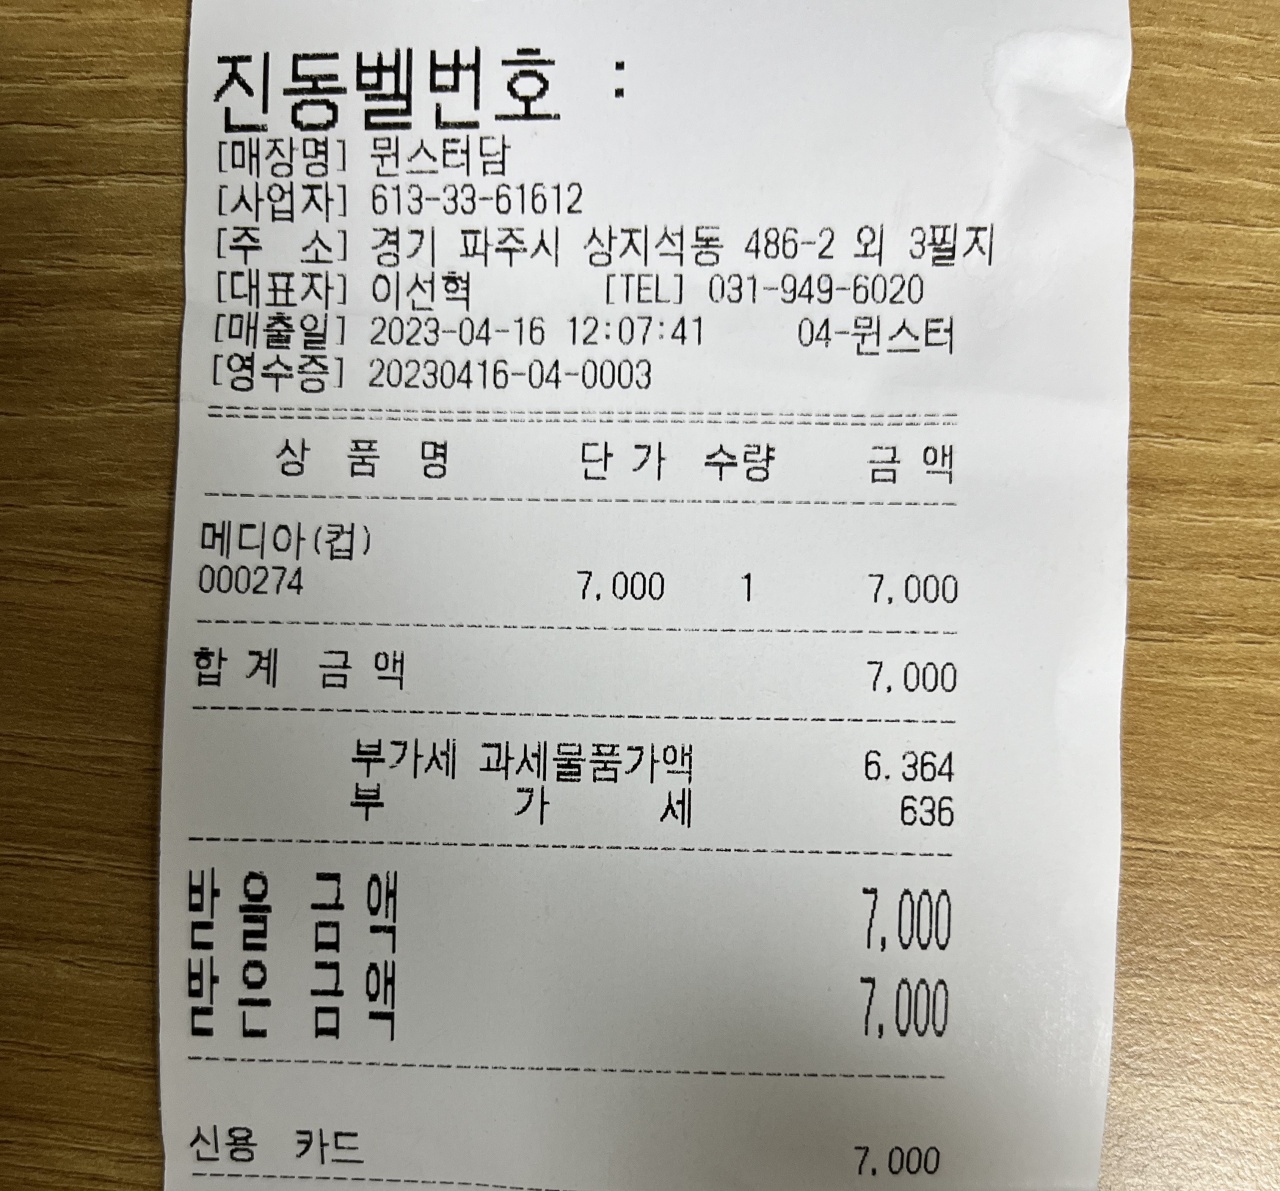 진동벨번호 :
[매장명] 뮌스터담
[사업자] 613-33-61612
[주 소] 경기 파주시 상지석동 486-2 외 3필지
[대표자] 이선혁 [TEL] 031-949-6020
[매출일] 2023-04-16 12:07:41 04-뮌스터
[영수증] 20230416-04-0003
상 품 명 단 가 수량 금 액
메디아(컵)
000274 7,000 1 7,000
합 계 금 액 7,000
부가세 과세물품가액 6.364
부 가 세 636
받 을 금 액 7,000
받 은 금 액 7,000
신용 카드 7,000